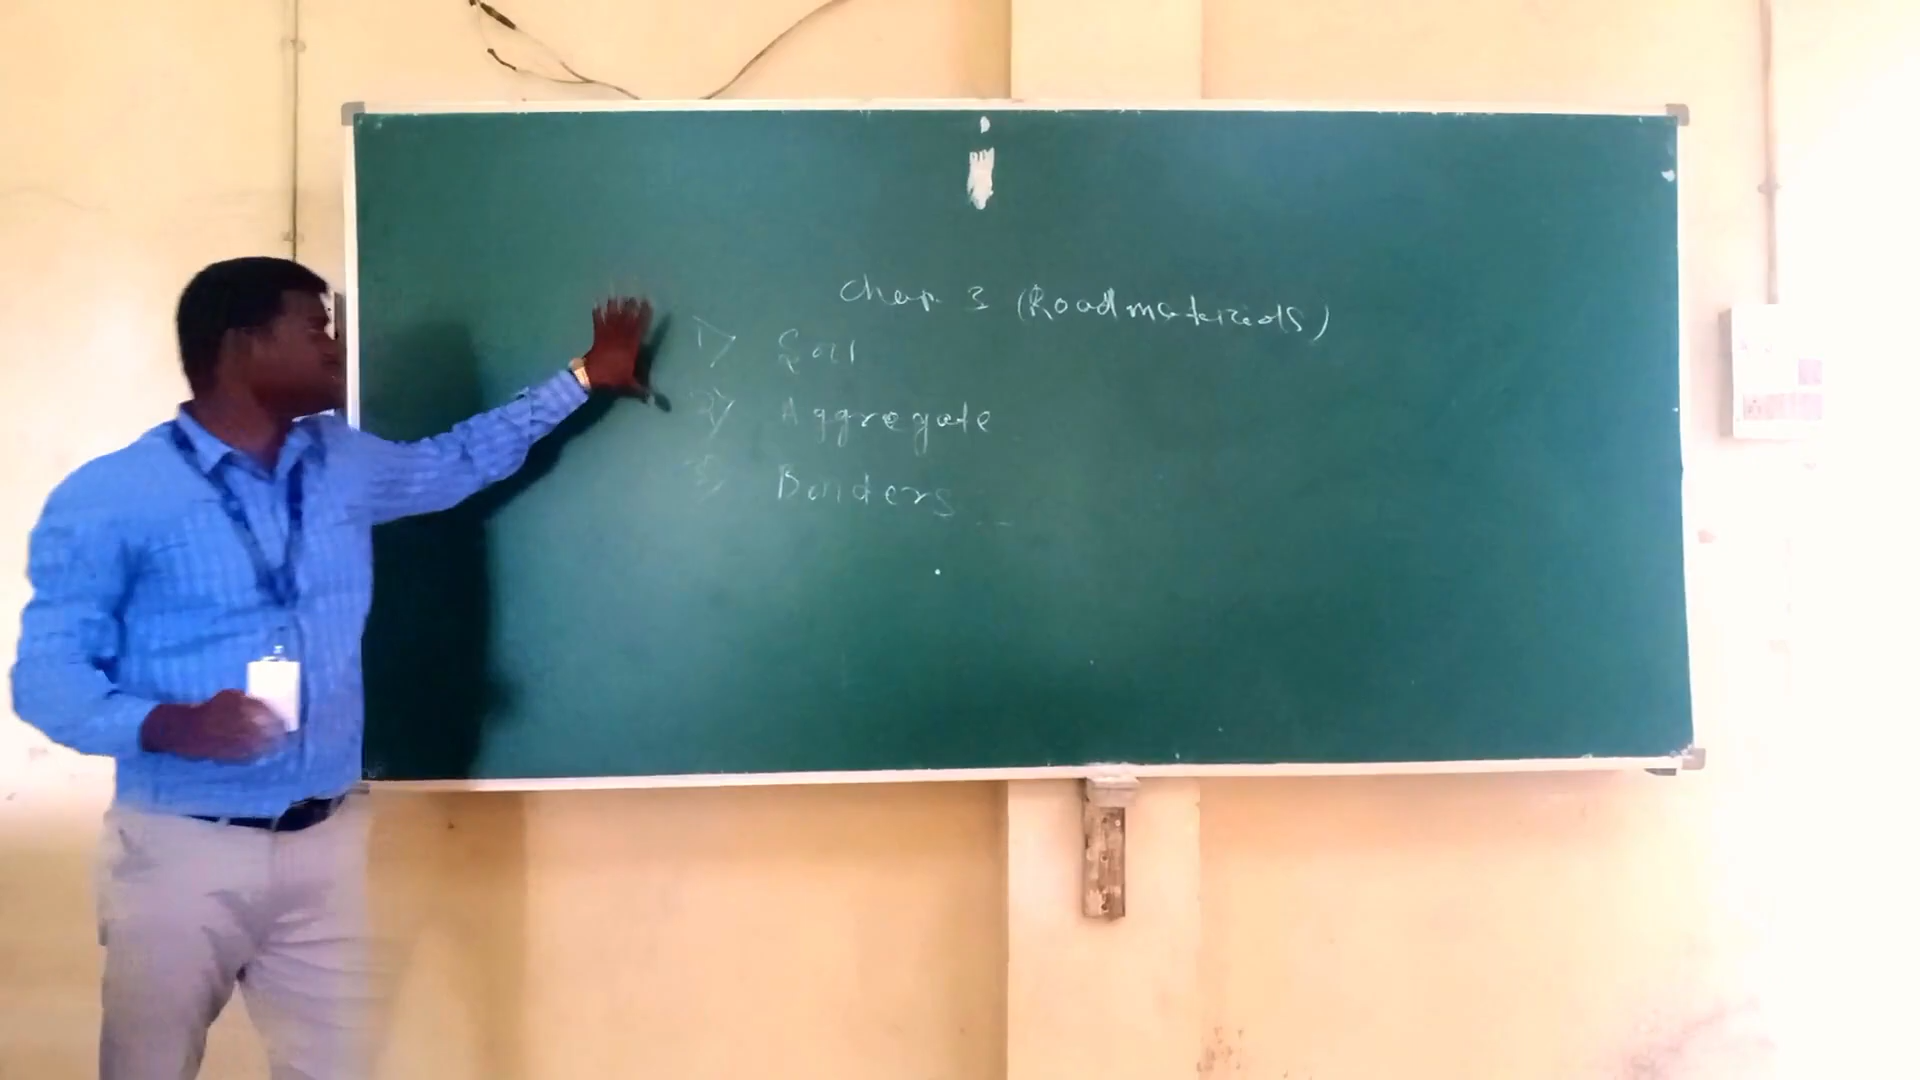 Chap. 3 (Road materials)
1) Soil
2) Aggregate
3) Binders